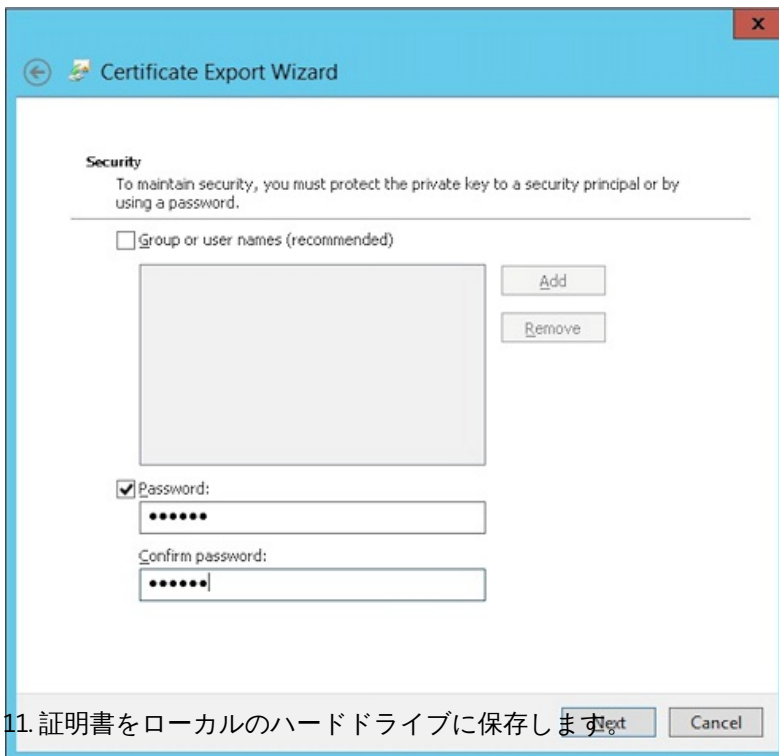 x
Certificate Export Wizard
Security
To maintain security, you must protect the private key to a security principal or by
using a password.
Group or user names (recommended)
Add
Remove
Password:
••••••
Confirm password:
••••••
11. 証明書をローカルのハードドライブに保存します。
Next
Cancel